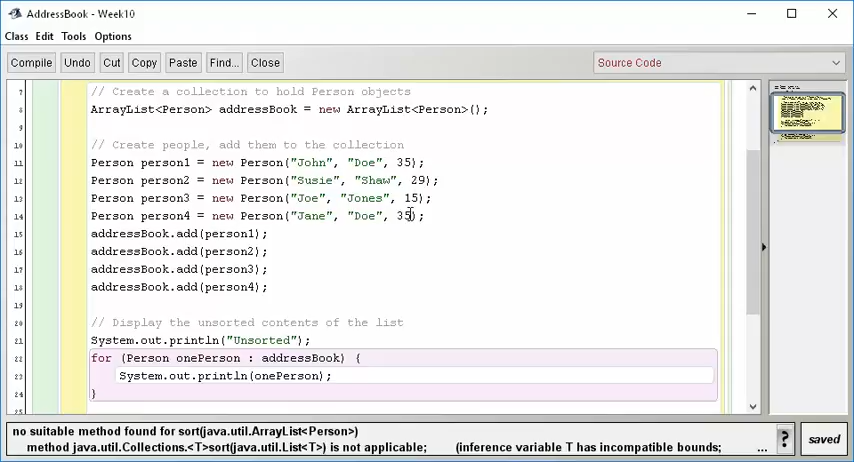 AddressBook - Week10
Class Edit Tools Options
Compile Undo Cut Copy Paste Find... Close Source Code
7 // Create a collection to hold Person objects
8 ArrayList<Person> addressBook = new ArrayList<Person>();
9
10 // Create people, add them to the collection
11 Person person1 = new Person("John", "Doe", 35);
12 Person person2 = new Person("Susie", "Shaw", 29);
13 Person person3 = new Person("Joe", "Jones", 15);
14 Person person4 = new Person("Jane", "Doe", 35);
15 addressBook.add(person1);
16 addressBook.add(person2);
17 addressBook.add(person3);
18 addressBook.add(person4);
19
20 // Display the unsorted contents of the list
21 System.out.println("Unsorted");
22 for (Person onePerson : addressBook) {
23 System.out.println(onePerson);
24 }
no suitable method found for sort(java.util.ArrayList<Person>)
method java.util.Collections.<T>sort(java.util.List<T>) is not applicable; (inference variable T has incompatible bounds; ... ? saved